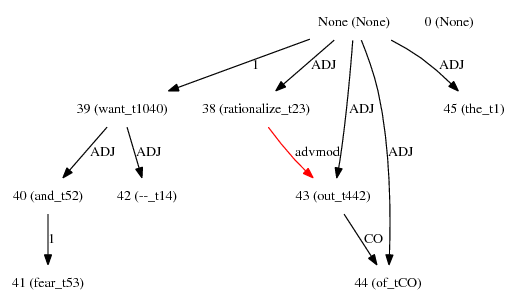 None (None) 0 (None)
1 ADJ ADJ
39 (want_t1040) 38 (rationalize_t23) ADJ 45 (the_t1)
ADJ ADJ advmod ADJ
40 (and_t52) 42 (--_t14) 43 (out_t442)
1 CO
41 (fear_t53) 44 (of_tCO)